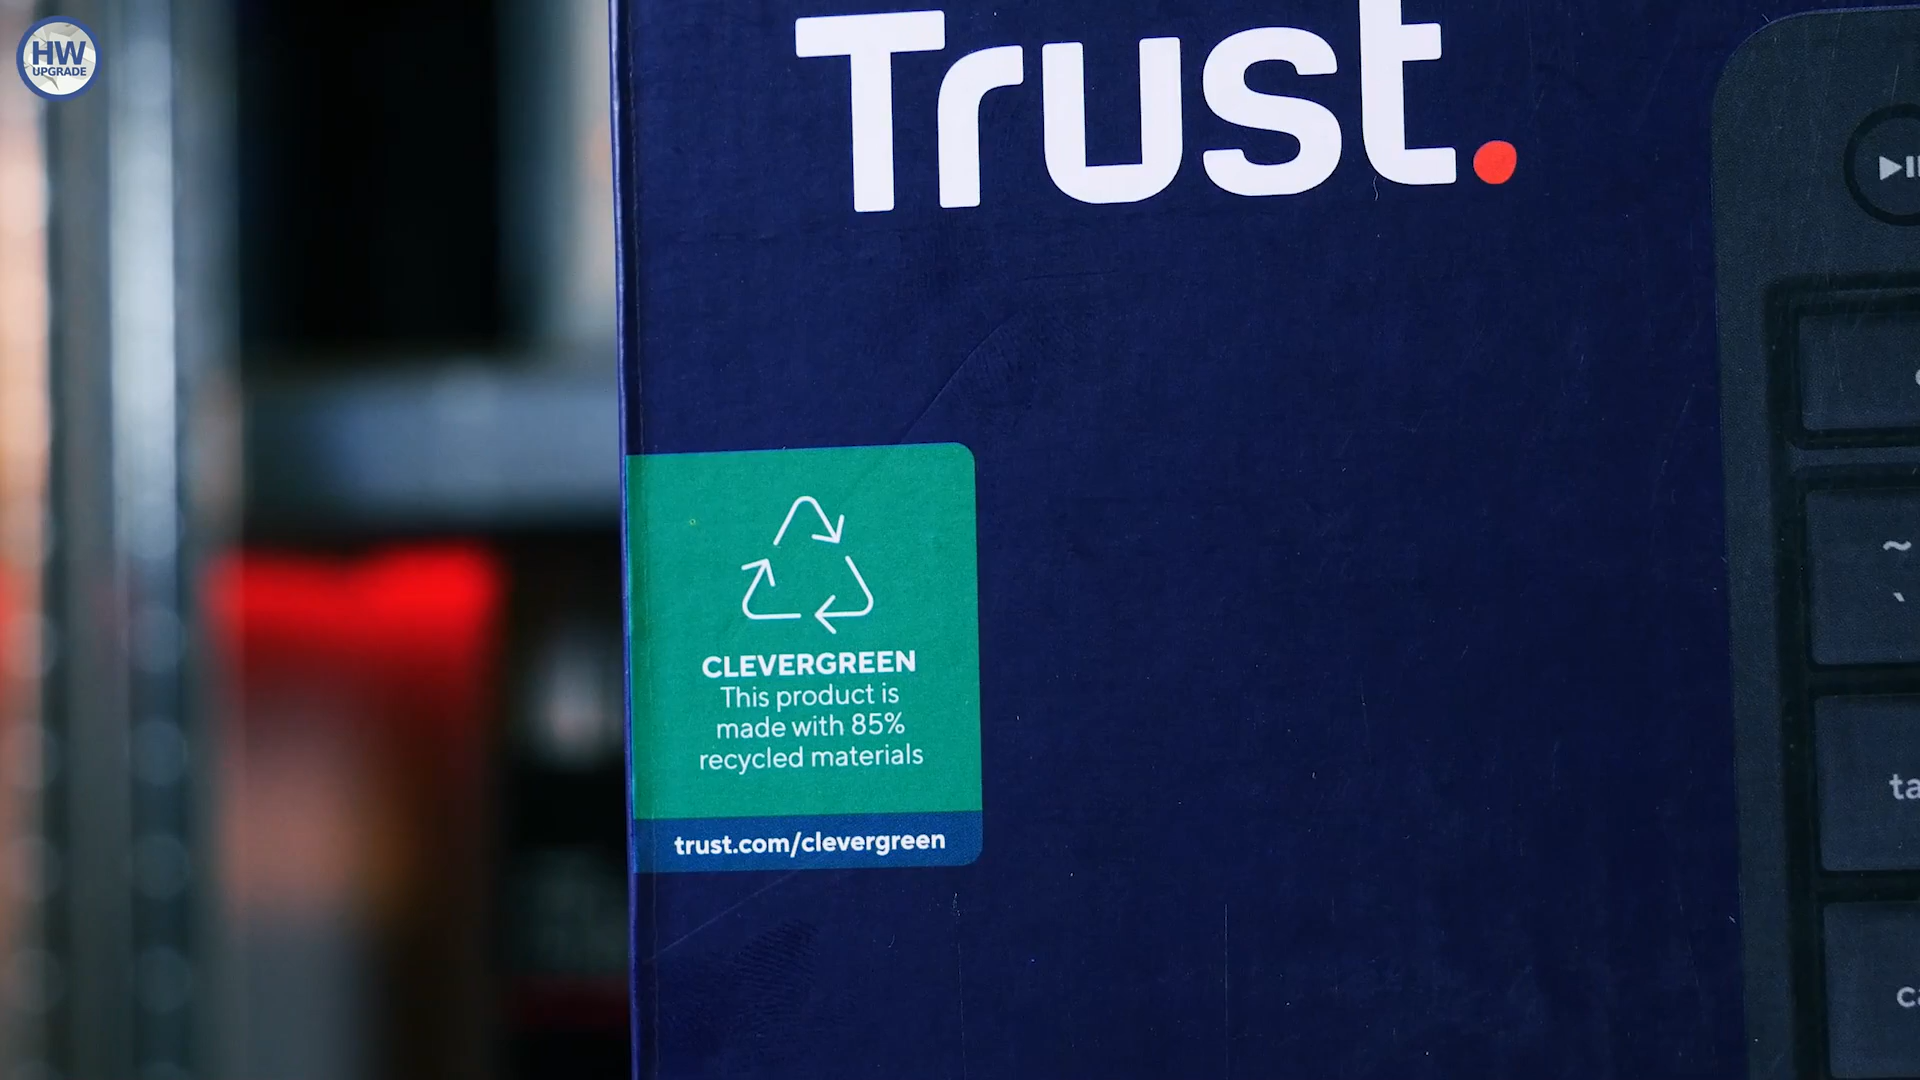 HW
UPGRADE
Trust.
~
`
CLEVERGREEN
This product is
made with 85%
recycled materials
trust.com/clevergreen